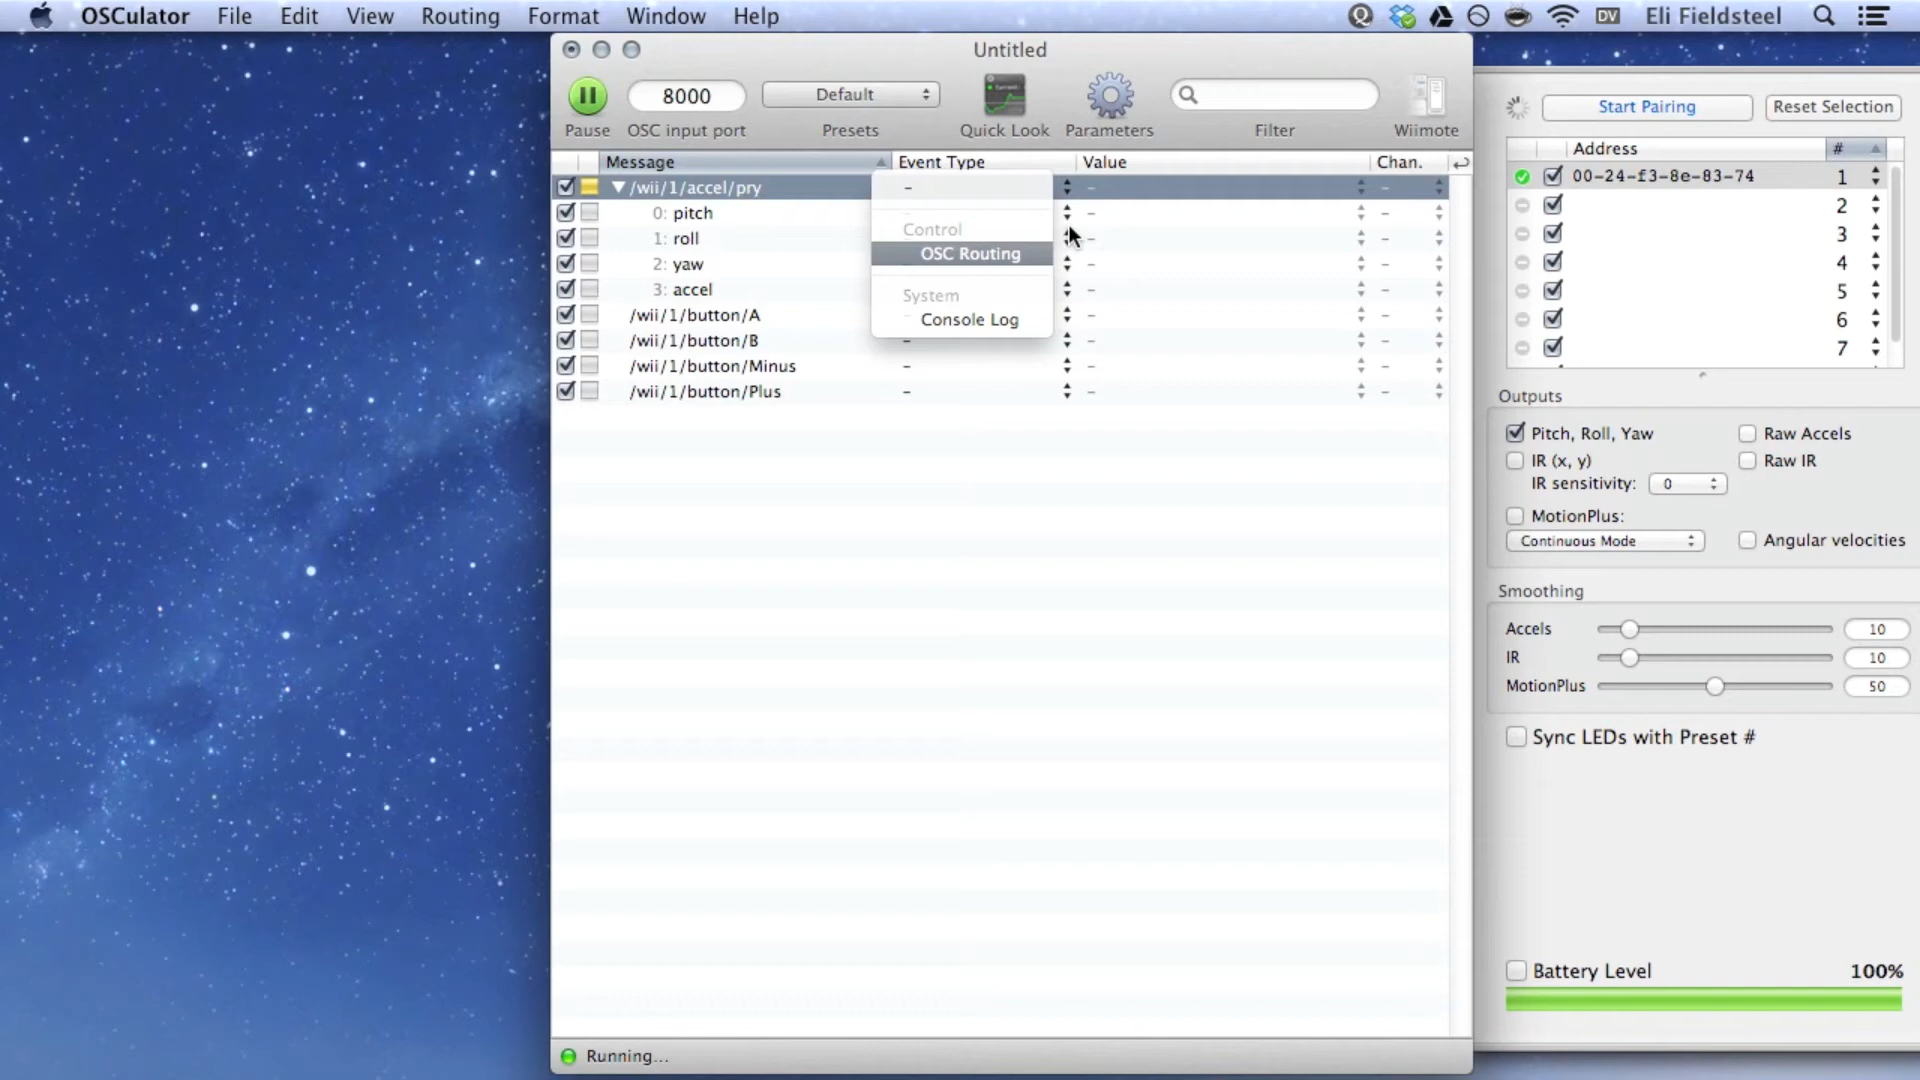 OSCulator File Edit View Routing Format Window Help DV Eli Fieldsteel
Untitled
8000 Default
Pause OSC input port Presets Quick Look Parameters Filter Wiimote
Message Event Type Value Chan.
/wii/1/accel/pry – – –
0: pitch – –
1: roll – –
2: yaw – –
3: accel – –
/wii/1/button/A – –
/wii/1/button/B – – –
/wii/1/button/Minus – – –
/wii/1/button/Plus – – –
Control
OSC Routing
System
Console Log
Running...
Start Pairing Reset Selection
Address #
00-24-f3-8e-83-74 1
2
3
4
5
6
7
Outputs
Pitch, Roll, Yaw Raw Accels
IR (x, y) Raw IR
IR sensitivity: 0
MotionPlus:
Continuous Mode Angular velocities
Smoothing
Accels 10
IR 10
MotionPlus 50
Sync LEDs with Preset #
Battery Level 100%